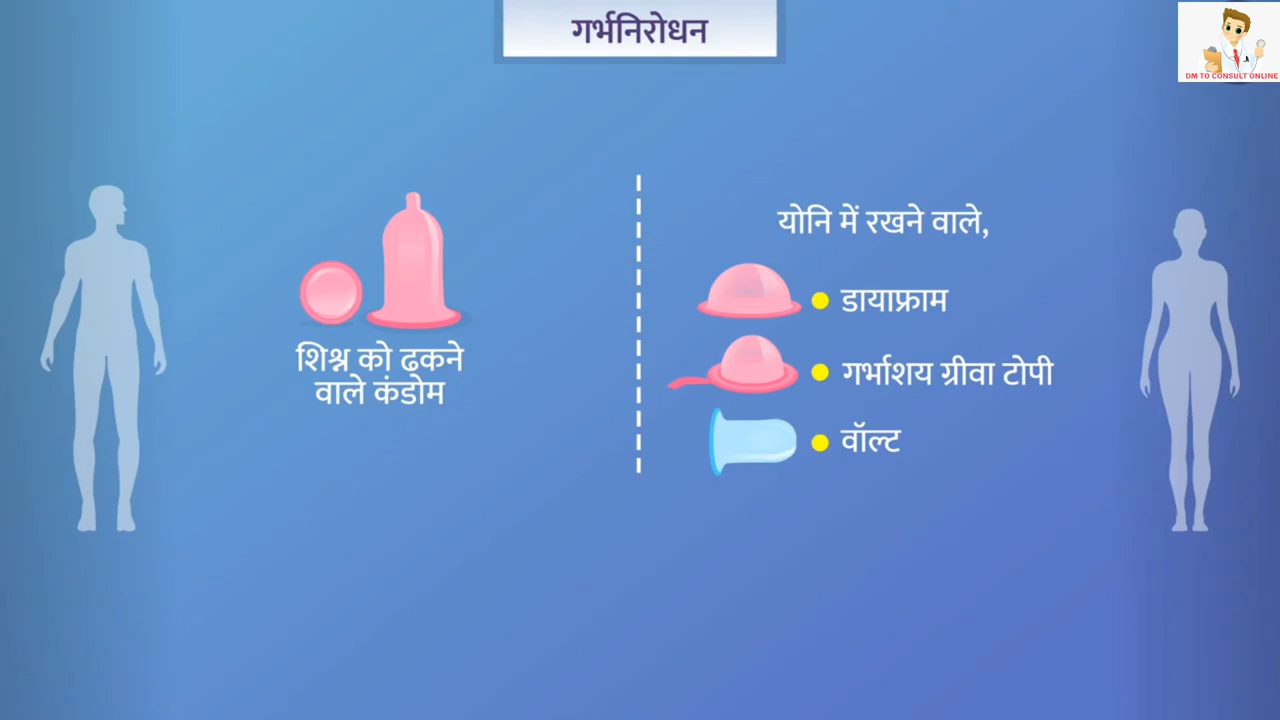 गर्भनिरोधन
DM TO CONSULT ONLINE
शिश्न को ढकने
वाले कंडोम
योनि में रखने वाले,
डायाफ्राम
गर्भाशय ग्रीवा टोपी
वॉल्ट